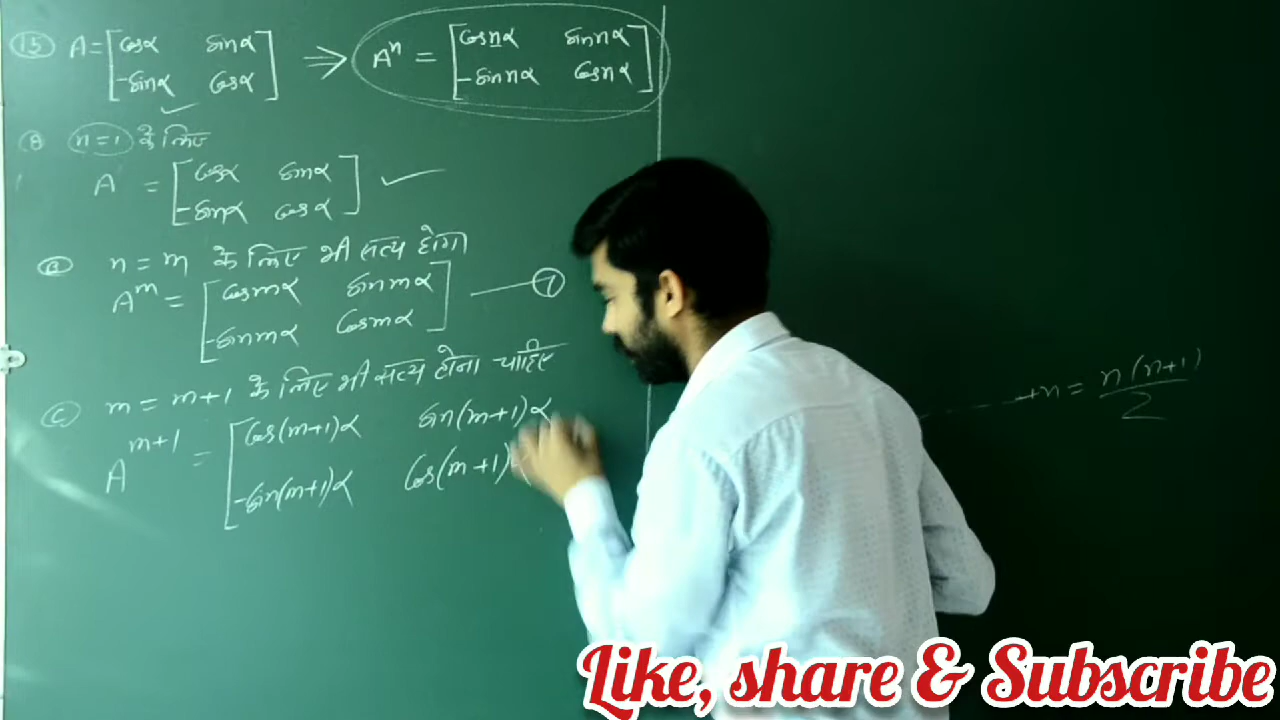 (15) A = [cosα sinα ⇒ Aⁿ = [cosnα sinnα
-sinα cosα] -sinnα cosnα]
n=1 के लिए
A = [cosα sinα
-sinα cosα]
n = m के लिए भी सत्य होगा
Aᵐ = [cosmα sinmα
-sinmα cosmα] — (1)
(C) m = m+1 के लिए भी सत्य होना चाहिए
Aᵐ⁺¹ = [cos(m+1)α sin(m+1)α
-sin(m+1)α cos(m+1)
+n = n(n+1)/2
Like, share & Subscribe